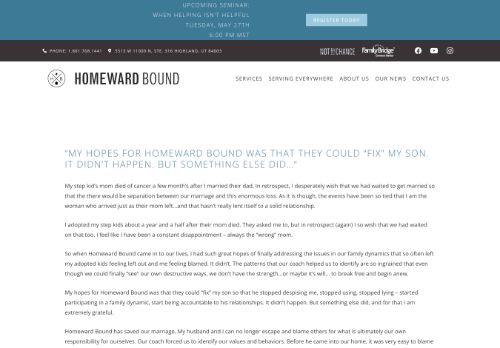 UPCOMING SEMINAR:
WHEN HELPING ISN'T HELPFUL
TUESDAY, MAY 27TH
6:00 PM MST
REGISTER TODAY
PHONE: 1.801.768.1441
5513 W 11000 N, STE. 316 HIGHLAND, UT 84003
NOT BY CHANCE
FamilyBridge
HOMEWARD BOUND
SERVICES
SERVING EVERYWHERE
ABOUT US
OUR NEWS
CONTACT US
"MY HOPES FOR HOMEWARD BOUND WAS THAT THEY COULD "FIX" MY SON.
IT DIDN'T HAPPEN. BUT SOMETHING ELSE DID..."
My step kid's mom died of cancer a few month's after I married their dad. In retrospect, I desperately wish that we had waited to get married so
that the there would be separation between our marriage and this enormous loss. As it is though, the events have been so tied that I am the
woman who arrived just as their mom left...and that hasn't really lent itself to a solid relationship.
I adopted my step kids about a year and a half after their mom died. They asked me to, but in retrospect (again) I so wish that we had waited
on that too. I feel like I have been a constant disappointment – always the "wrong" mom.
So when Homeward Bound came in to our lives, I had such great hopes of finally addressing the issues in our family dynamics that so often left
my adopted kids feeling left out and me feeling blamed. It didn't. The patterns that our coach helped us to identify are so ingrained that even
though we could finally "see" our own destructive ways, we don't have the strength... or maybe it's will... to break free and begin anew.
My hopes for Homeward Bound was that they could "fix" my son so that he stopped despising me, stopped using, stopped lying – started
participating in a family dynamic, start being accountable to his relationships. It didn't happen. But something else did, and for that I am
extremely grateful.
Homeward Bound has saved our marriage. My husband and I can no longer escape and blame others for what is ultimately our own
responsibility for ourselves. Our coach forced us to identify our values and behaviors. Before he came into our home, it was very easy to blame